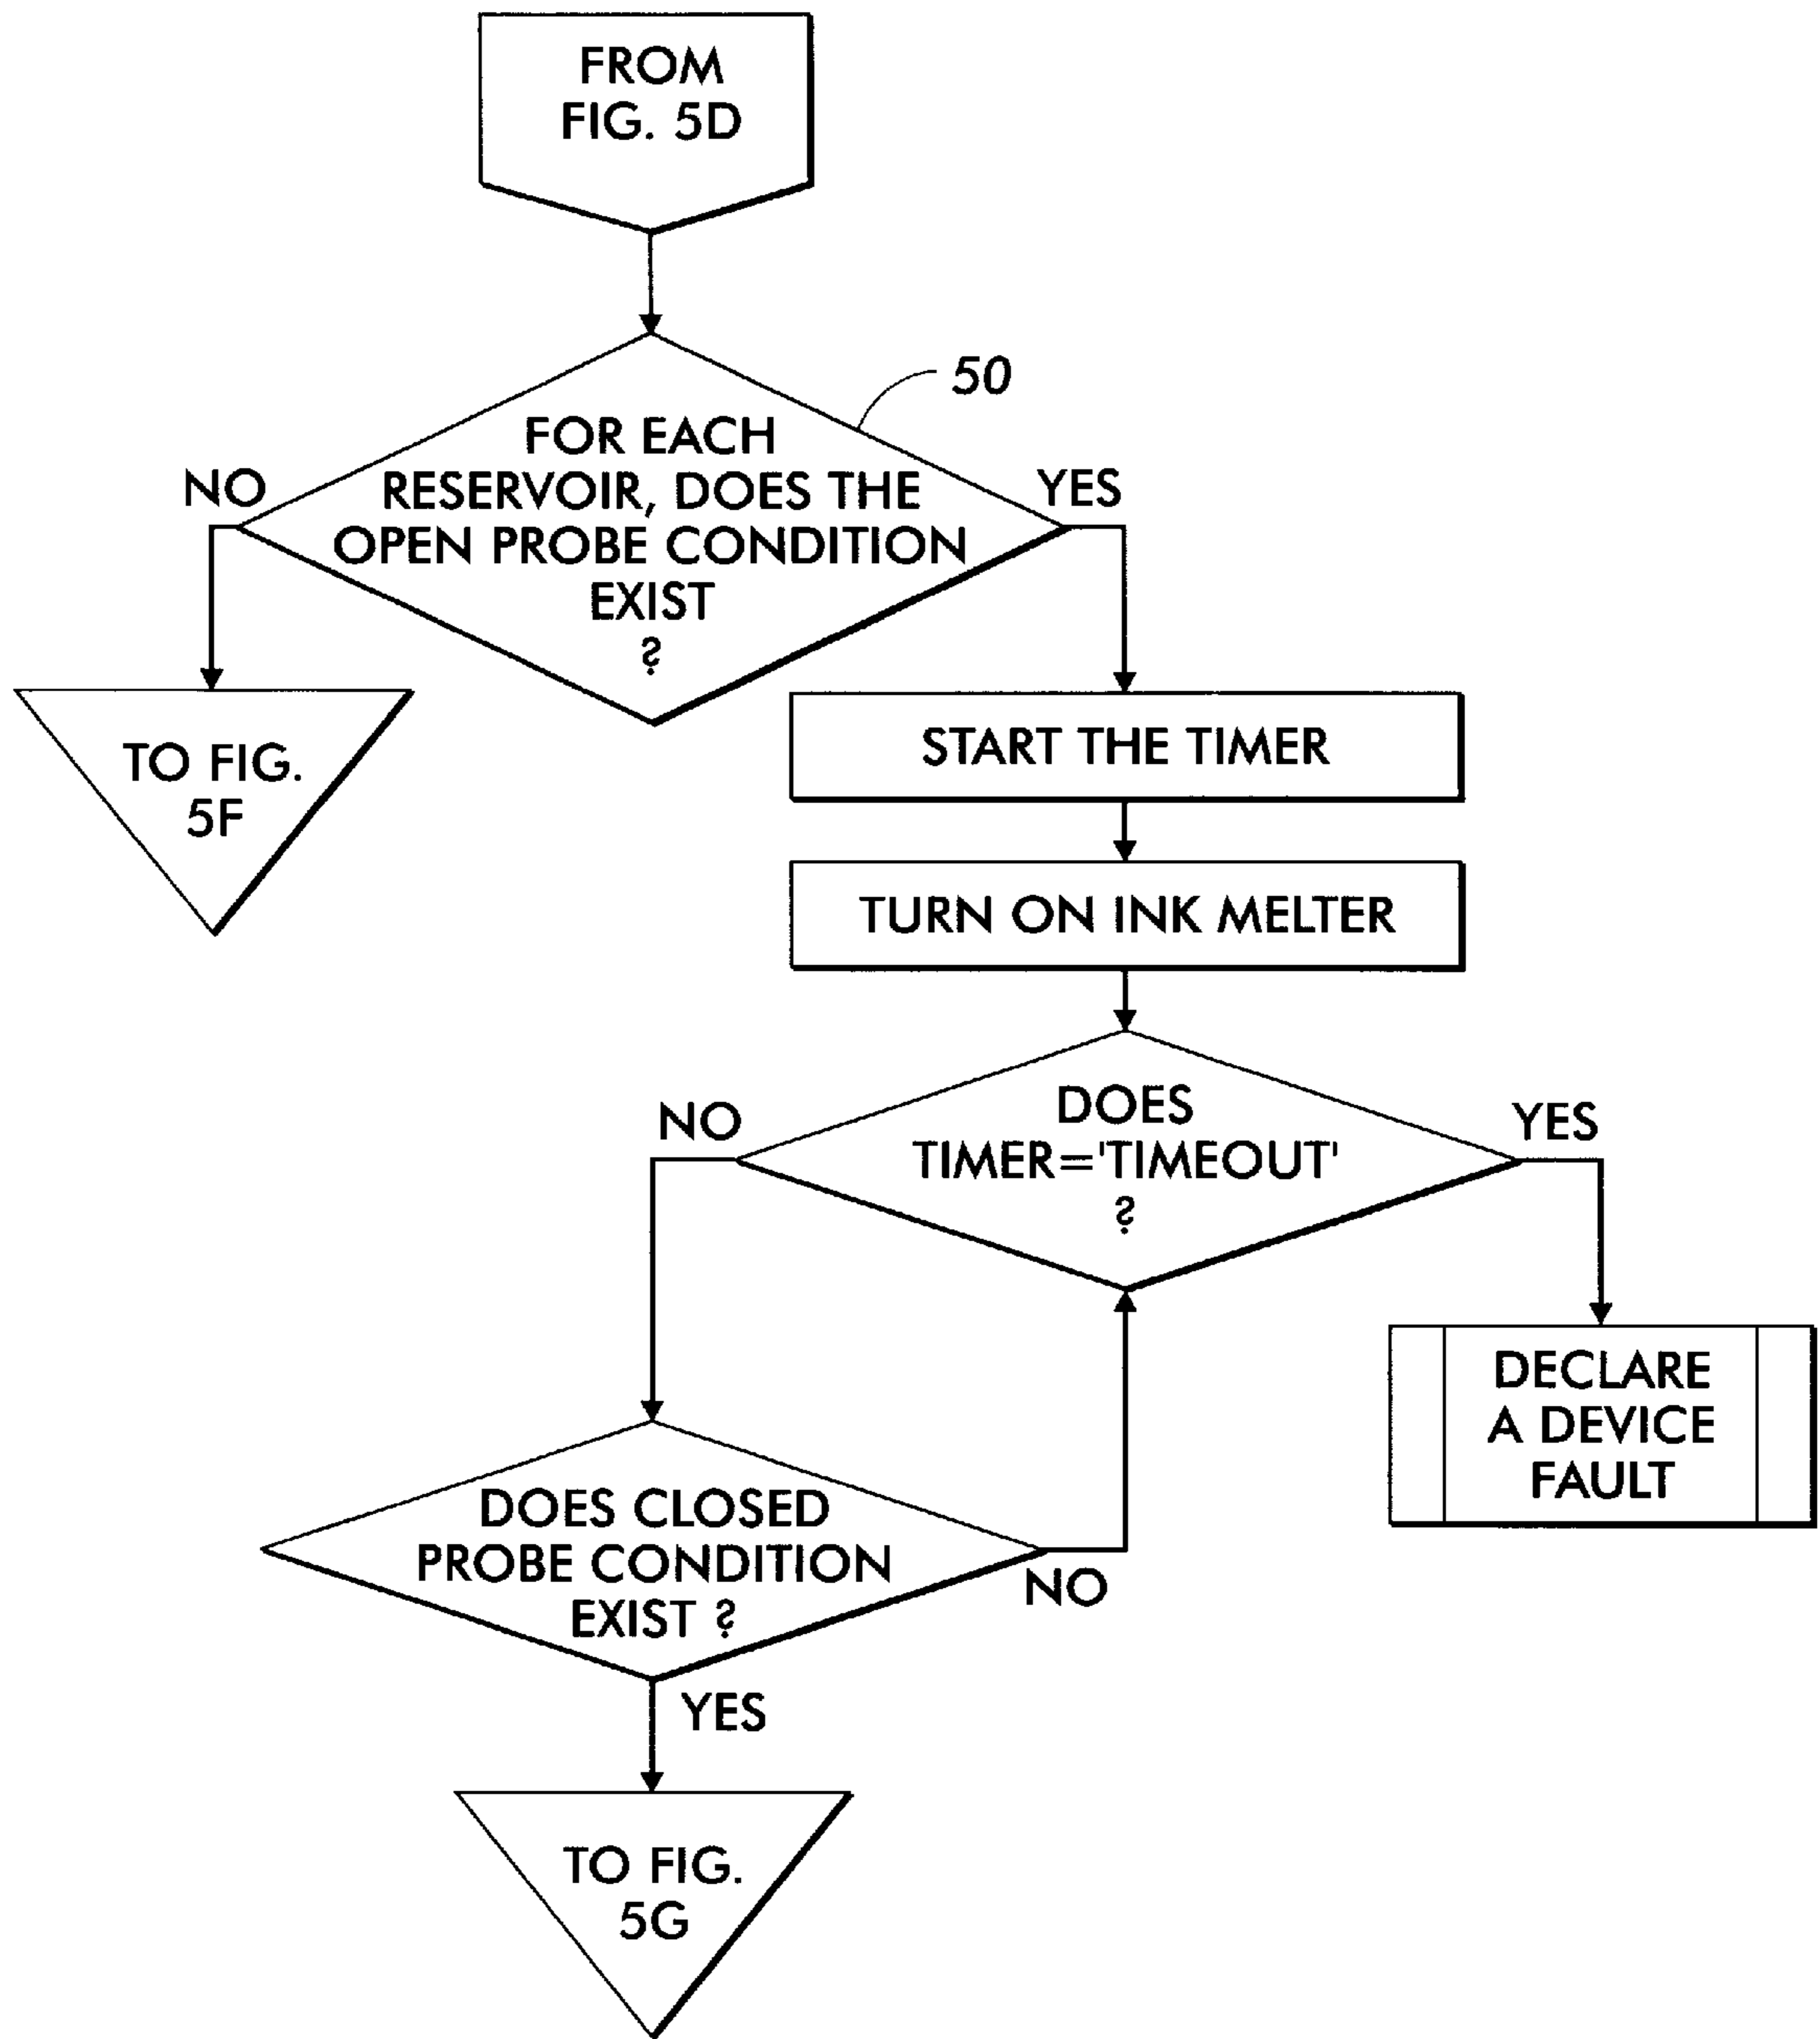 FROM
FIG. 5D
50
FOR EACH
RESERVOIR, DOES THE
OPEN PROBE CONDITION
EXIST
?
NO
YES
TO FIG.
5F
START THE TIMER
TURN ON INK MELTER
DOES
TIMER='TIMEOUT'
?
NO
YES
DECLARE
A DEVICE
FAULT
DOES CLOSED
PROBE CONDITION
EXIST ?
NO
YES
TO FIG.
5G